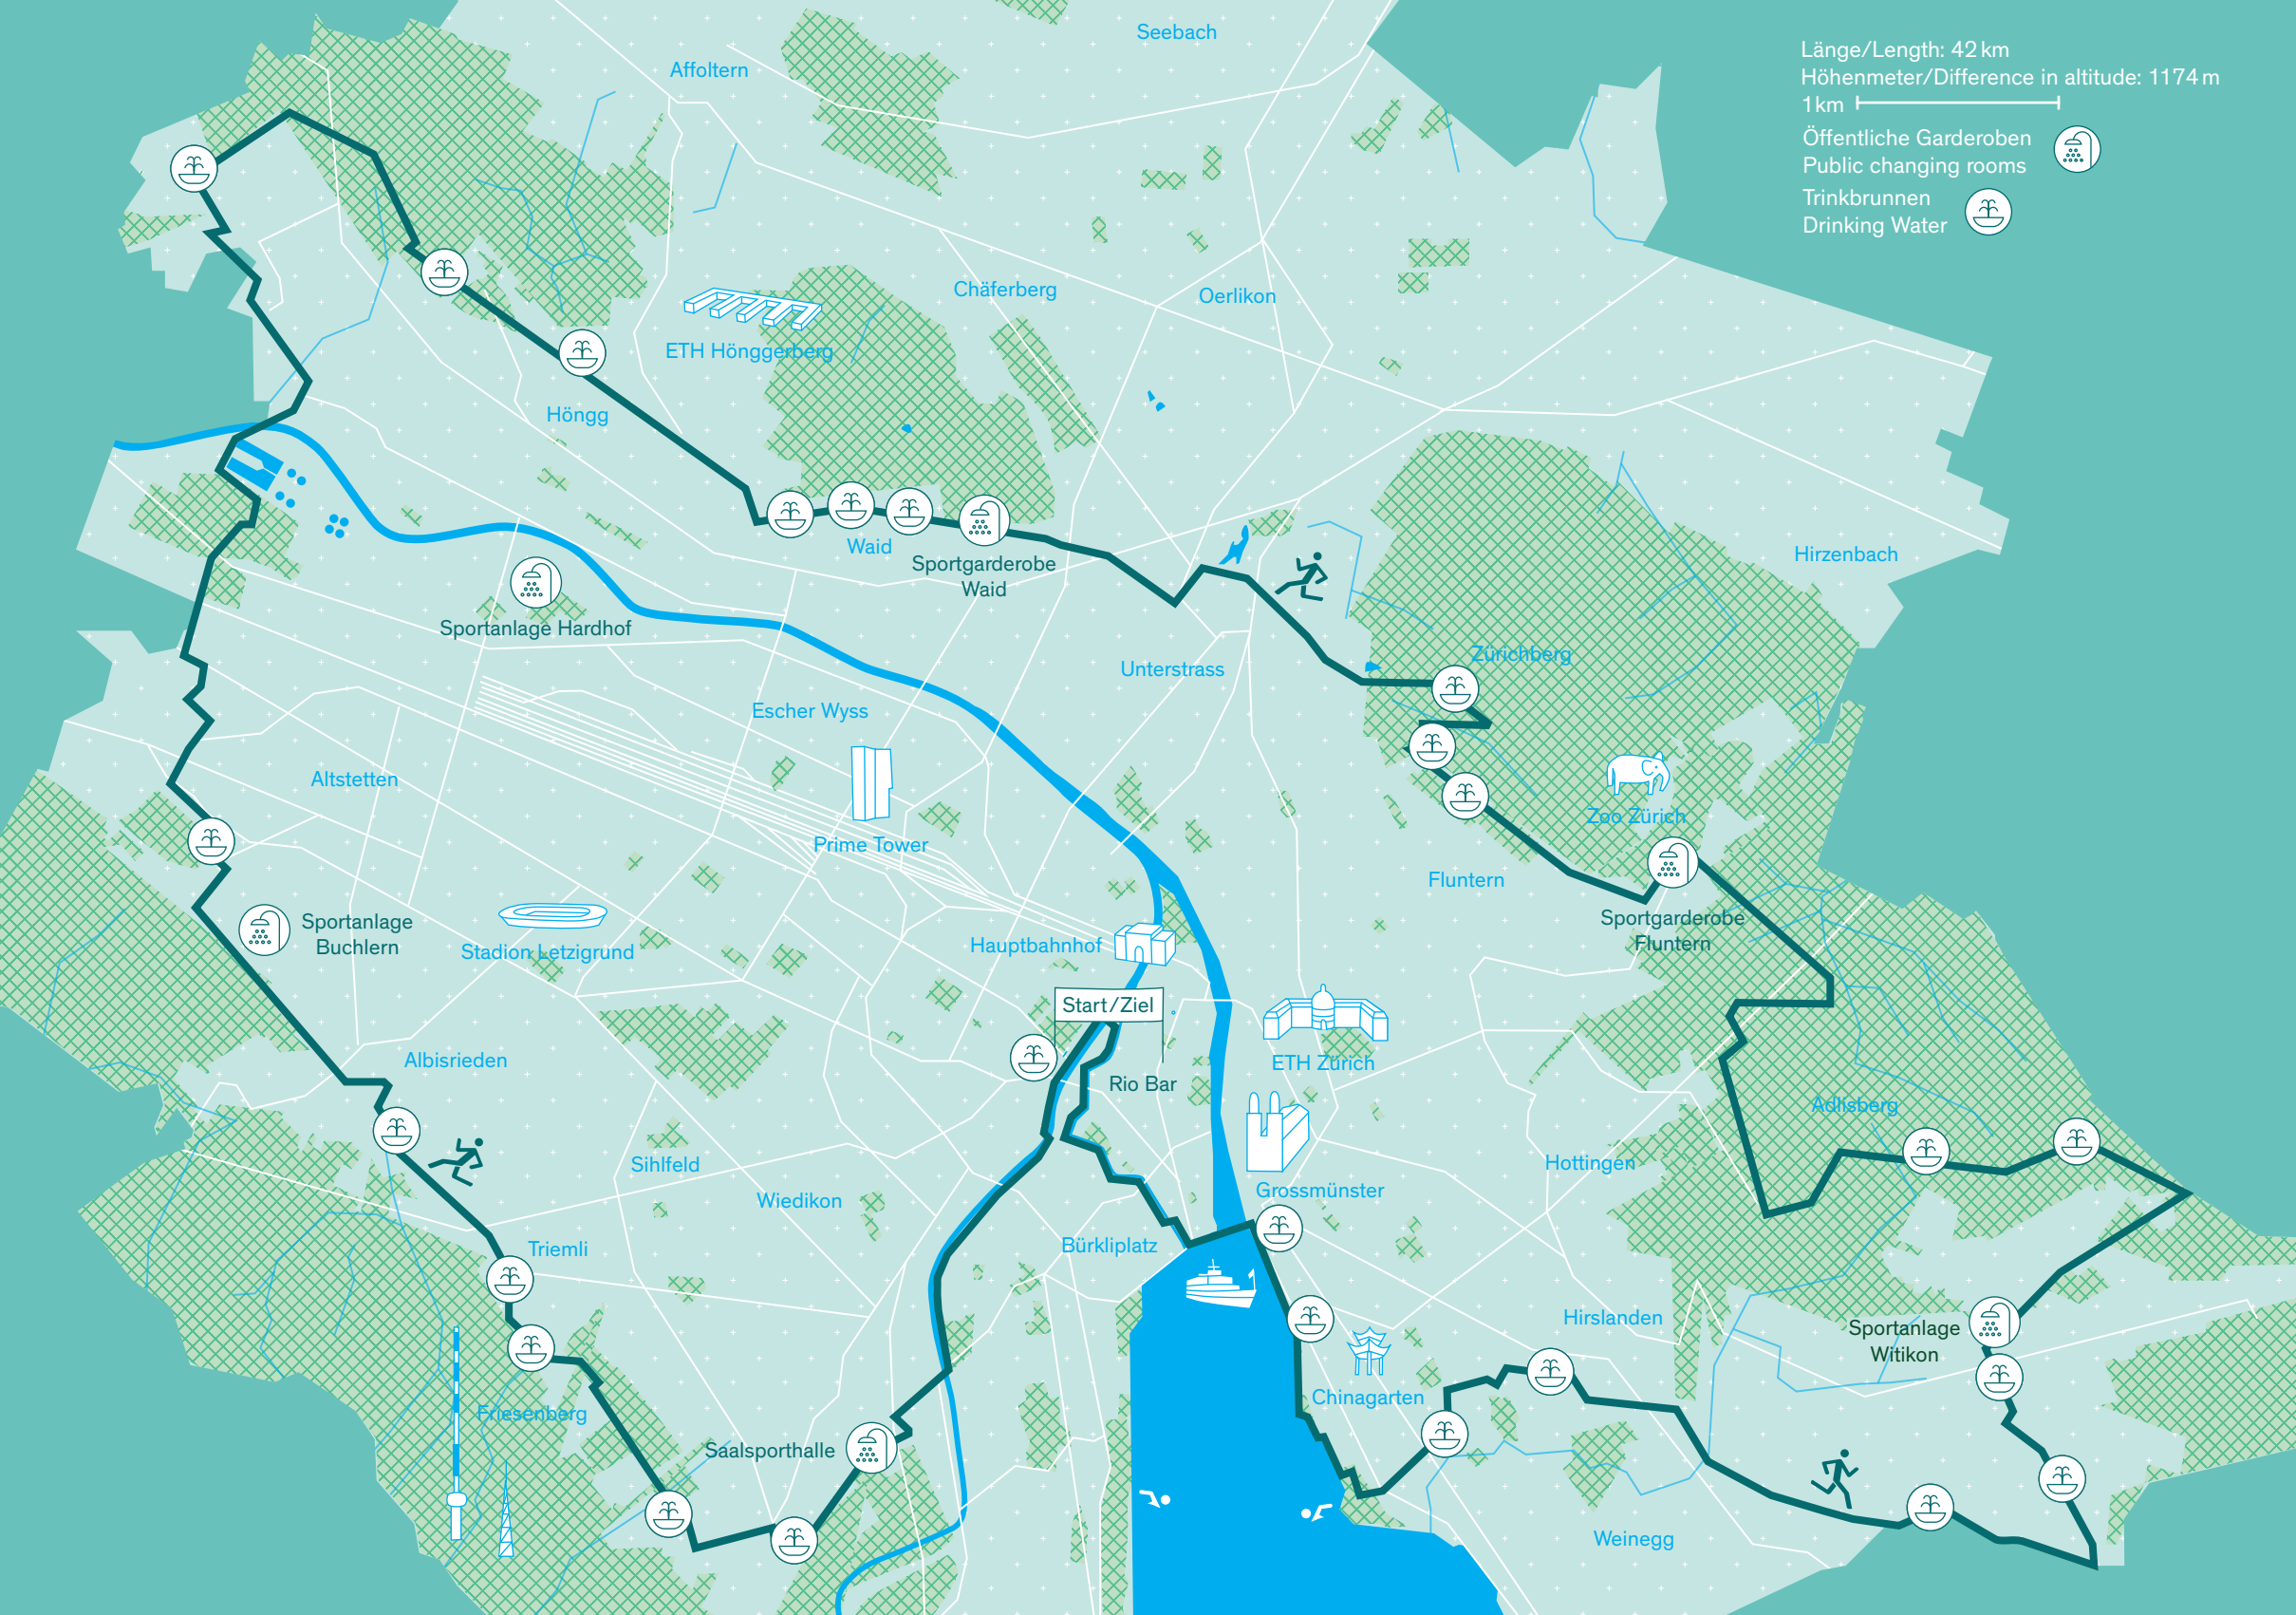 Seebach
Affoltern
Länge/Length: 42 km
Höhenmeter/Difference in altitude: 1174 m
1 km
Öffentliche Garderoben
Public changing rooms
Trinkbrunnen
Drinking Water
Chäferberg
Oerlikon
ETH Hönggerberg
Höngg
Waid
Sportgarderobe
Waid
Hirzenbach
Sportanlage Hardhof
Unterstrass
Zürichberg
Escher Wyss
Altstetten
Prime Tower
Zoo Zürich
Fluntern
Sportgarderobe
Fluntern
Sportanlage
Buchlern
Stadion Letzigrund
Hauptbahnhof
Start/Ziel
Albisrieden
Rio Bar
ETH Zürich
Adlisberg
Sihlfeld
Hottingen
Wiedikon
Grossmünster
Triemli
Bürkliplatz
Hirslanden
Sportanlage
Witikon
Chinagarten
Friesenberg
Saalsporthalle
Weinegg